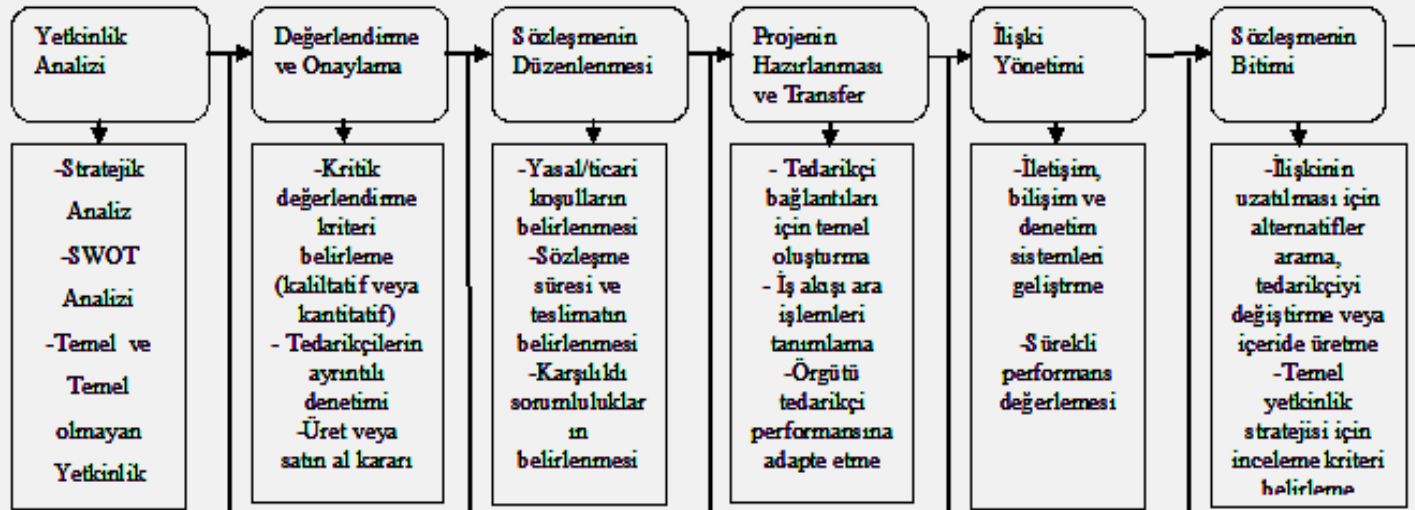 Yetkinlik
Analizi
Değerlendirme
ve Onaylama
Sözleşmenin
Düzenlenmesi
Projenin
Hazırlanması
ve Transfer
İlişki
Yönetimi
Sözleşmenin
Bitimi
-Stratejik
Analiz
-SWOT
Analizi
-Temel ve
Temel
olmayan
Yetkinlik
-Kritik
değerlendirme
kriteri
belirleme
(kaliltatif veya
kantitatif)
- Tedarikçilerin
ayrıntılı
denetimi
-Üret veya
satın al kararı
-Yasal/ticari
koşulların
belirlenmesi
-Sözleşme
süresi ve
teslimatın
belirlenmesi
-Karşılıklı
sorumluluklar
ın
belirlenmesi
- Tedarikçi
bağlantıları
için temel
oluşturma
- İş akışı ara
işlemleri
tanımlama
-Örgütü
tedarikçi
performansına
adapte etme
-İletişim,
bilişim ve
denetim
sistemleri
geliştrme
-Sürekli
performans
değerlemesi
-İlişkinin
uzatılması için
alternatifler
arama,
tedarikçiyi
değiştirme veya
içeride üretme
-Temel
yetkinlik
stratejisi için
inceleme kriteri
belirleme